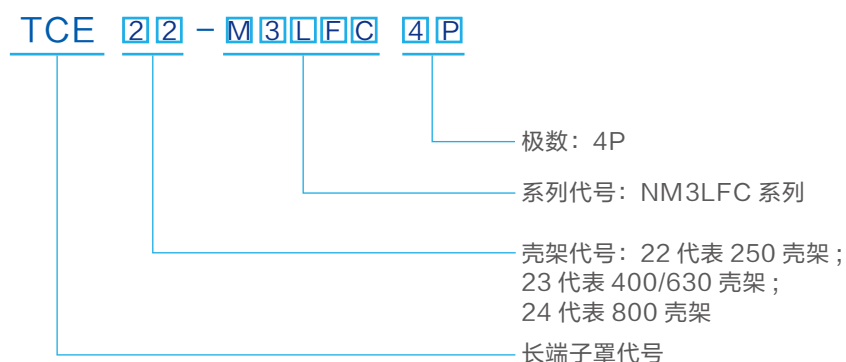 TCE 22-M3LFC 4P
极数：4P
系列代号：NM3LFC 系列
壳架代号：22 代表 250 壳架；
23 代表 400/630 壳架；
24 代表 800 壳架
长端子罩代号